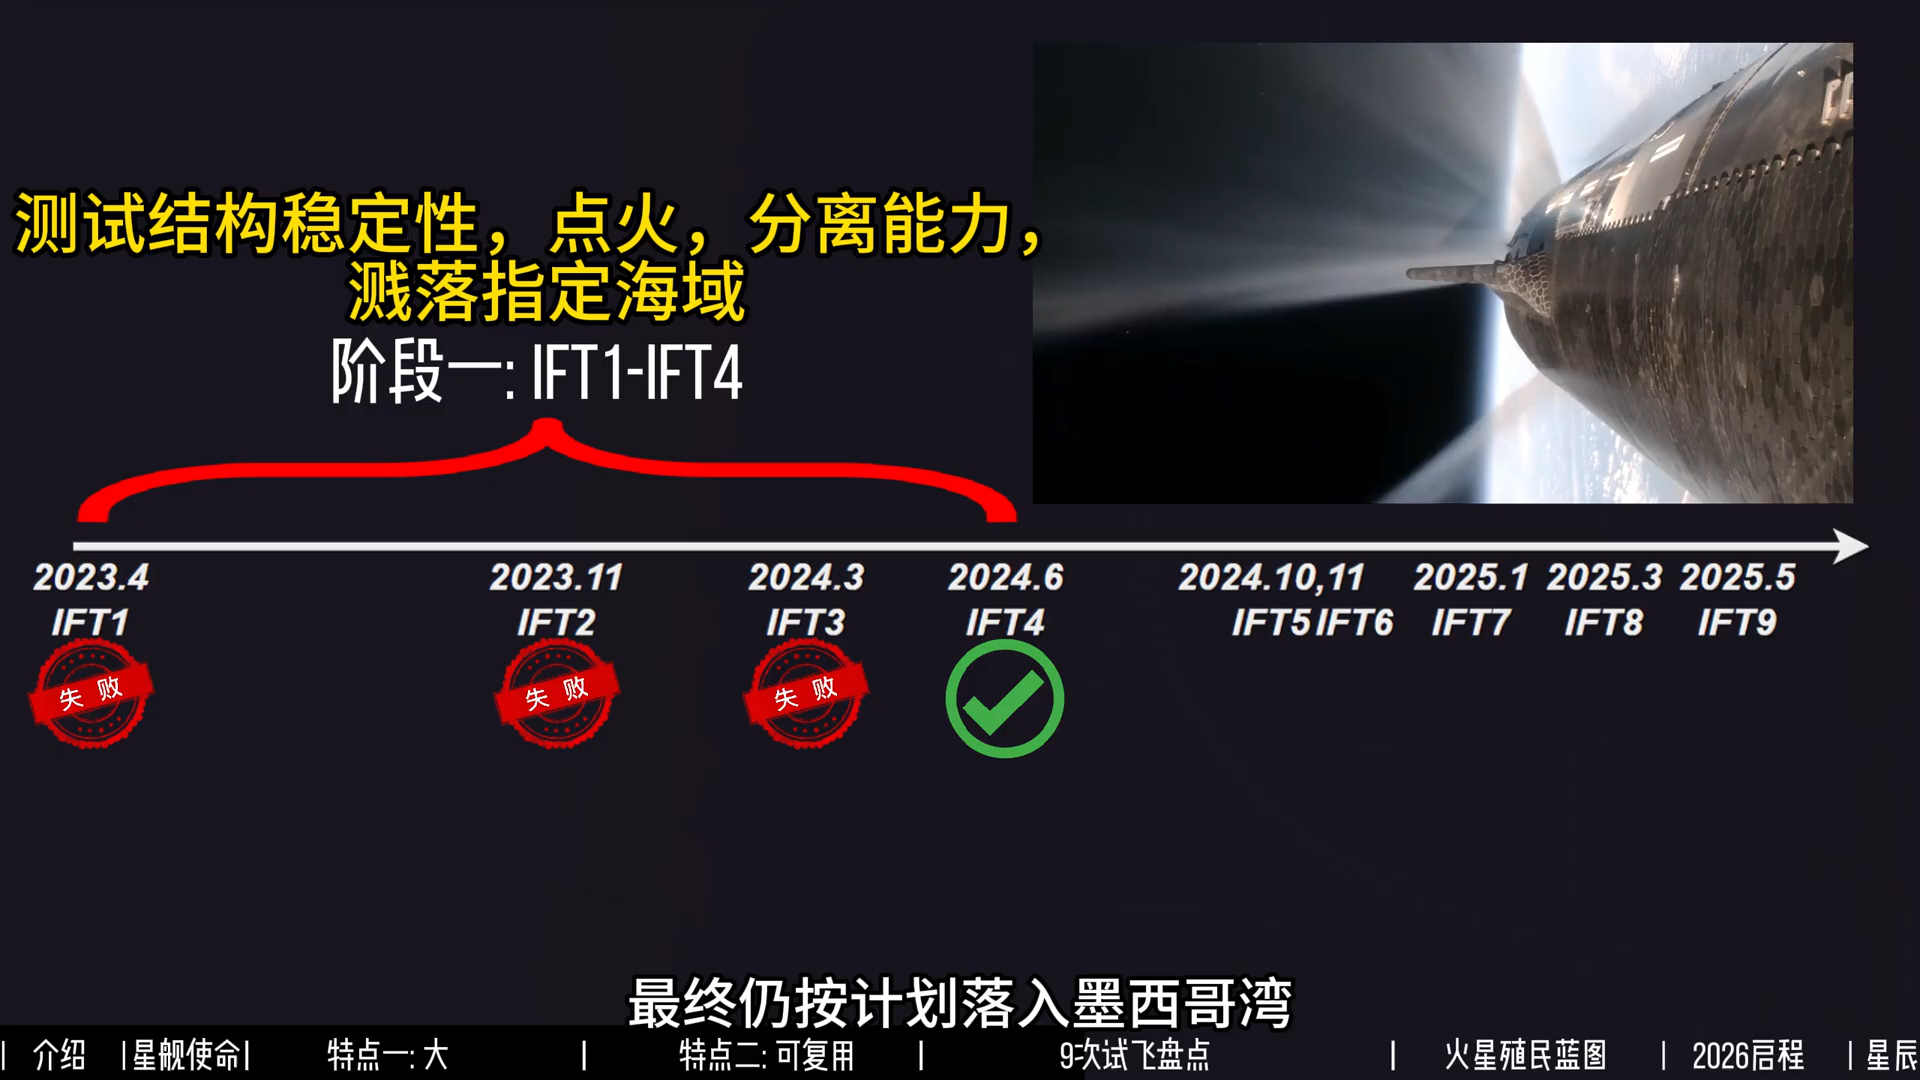 测试结构稳定性，点火，分离能力，
溅落指定海域
阶段一: IFT1-IFT4
2023.4
IFT1
失败
2023.11
IFT2
失败
2024.3
IFT3
失败
2024.6
IFT4
2024.10,11
IFT5 IFT6
2025.1
IFT7
2025.3
IFT8
2025.5
IFT9
最终仍按计划落入墨西哥湾
| 介绍 |星舰使命| 特点一: 大 | 特点二: 可复用 | 9次试飞盘点 | 火星殖民蓝图 | 2026启程 | 星辰